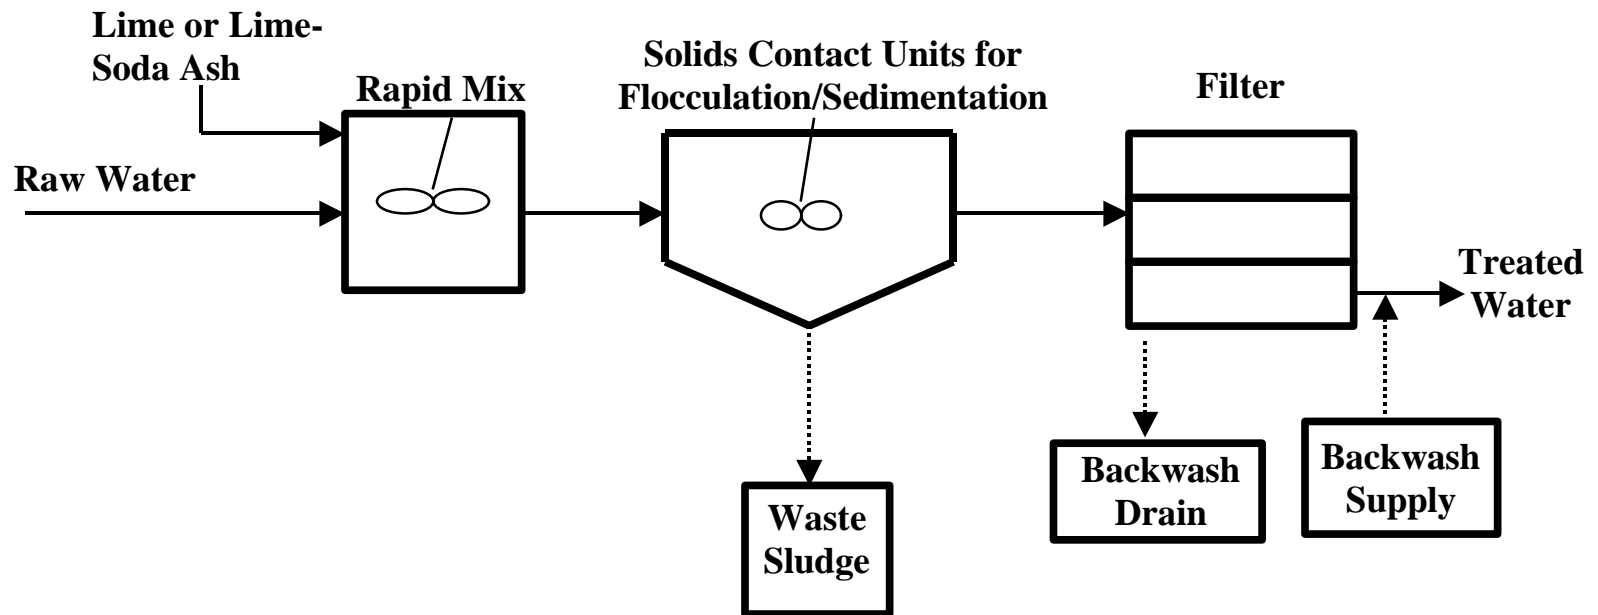 Lime or Lime-
Soda Ash
Rapid Mix
Solids Contact Units for
Flocculation/Sedimentation
Filter
Raw Water
Treated
Water
Backwash
Drain
Backwash
Supply
Waste
Sludge